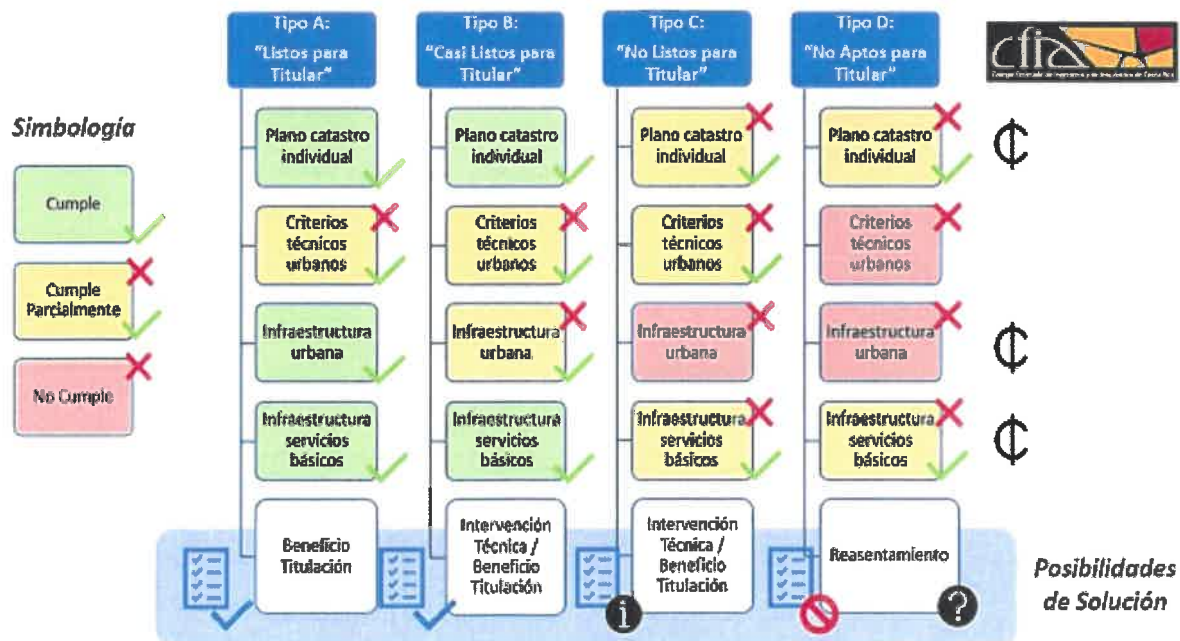 Tipo A:
"Listos para
Titular"
Tipo B:
"Casi Listos para
Titular"
Tipo C:
"No Listos para
Titular"
Tipo D:
"No Aptos para
Titular"
cfia
Simbología
Cumple
Cumple
Parcialmente
No Cumple
Plano catastro
individual
Plano catastro
individual
Plano catastro
individual
Plano catastro
individual
₵
Criterios
técnicos
urbanos
Criterios
técnicos
urbanos
Criterios
técnicos
urbanos
Criterios
técnicos
urbanos
Infraestructura
urbana
Infraestructura
urbana
Infraestructura
urbana
Infraestructura
urbana
₵
Infraestructura
servicios
básicos
Infraestructura
servicios
básicos
Infraestructura
servicios
básicos
Infraestructura
servicios
básicos
₵
Beneficio
Titulación
Intervención
Técnica /
Beneficio
Titulación
Intervención
Técnica /
Beneficio
Titulación
i
Reasentamiento
?
Posibilidades
de Solución